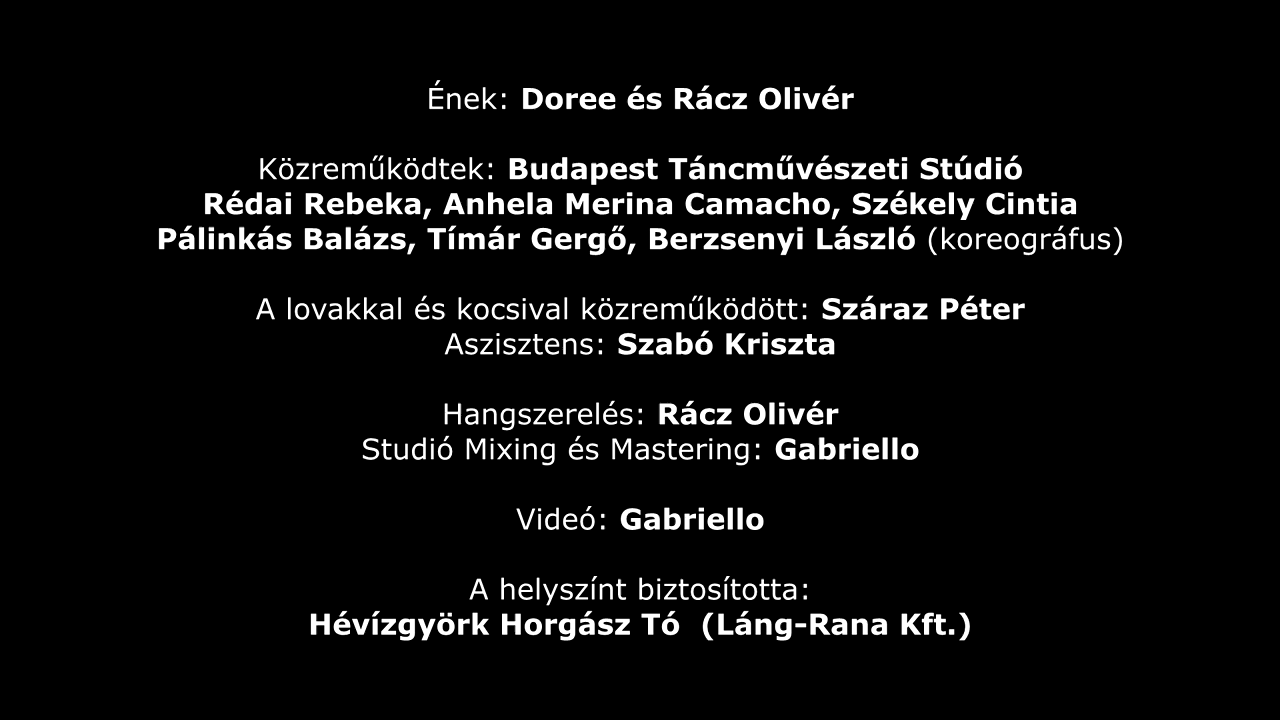 Ének: Doree és Rácz Olivér
Közreműködtek: Budapest Táncművészeti Stúdió
Rédai Rebeka, Anhela Merina Camacho, Székely Cintia
Pálinkás Balázs, Tímár Gergő, Berzsenyi László (koreográfus)
A lovakkal és kocsival közreműködött: Száraz Péter
Aszisztens: Szabó Kriszta
Hangszerelés: Rácz Olivér
Studió Mixing és Mastering: Gabriello
Videó: Gabriello
A helyszínt biztosította:
Hévízgyörk Horgász Tó  (Láng-Rana Kft.)